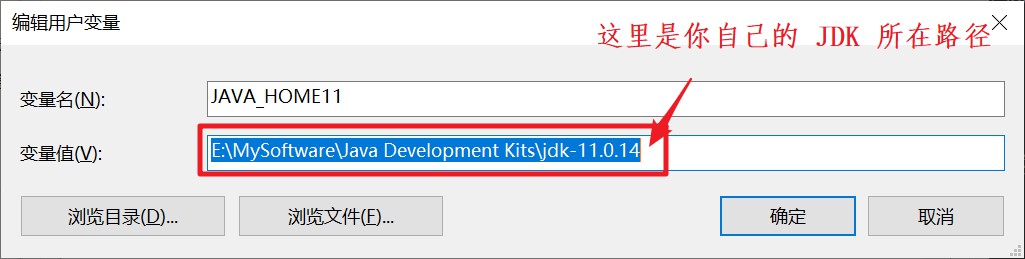 编辑用户变量
这里是你自己的 JDK 所在路径
变量名(N):
JAVA_HOME11
变量值(V):
E:\MySoftware\Java Development Kits\jdk-11.0.14
浏览目录(D)...
浏览文件(F)...
确定
取消